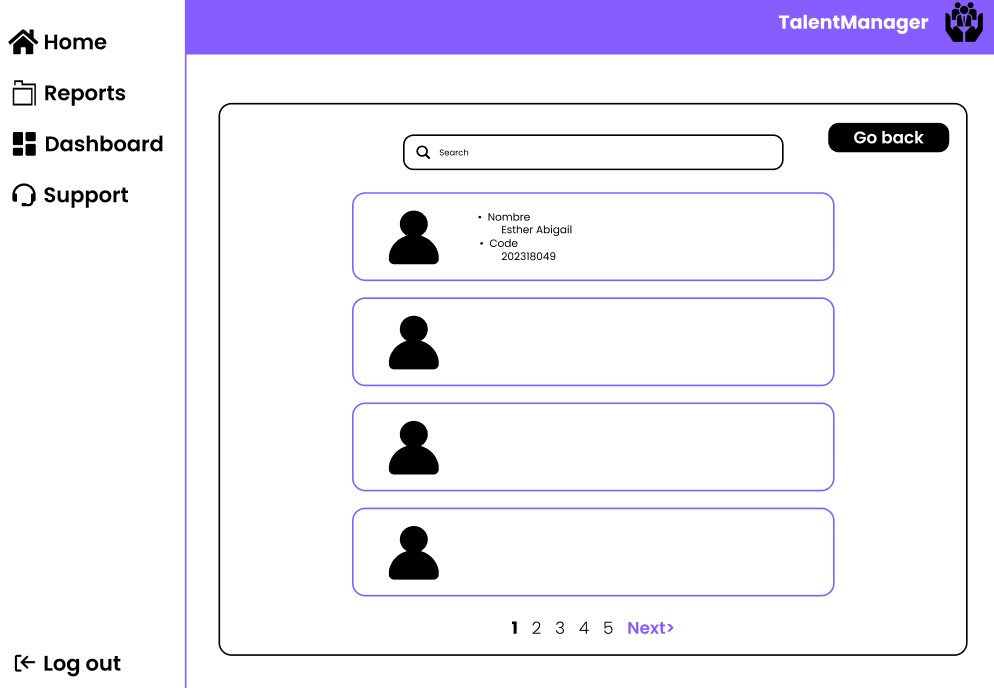 TalentManager
Home
Reports
Dashboard
Support
Log out
Go back
Search
• Nombre
Esther Abigail
• Code
202318049
1 2 3 4 5 Next>